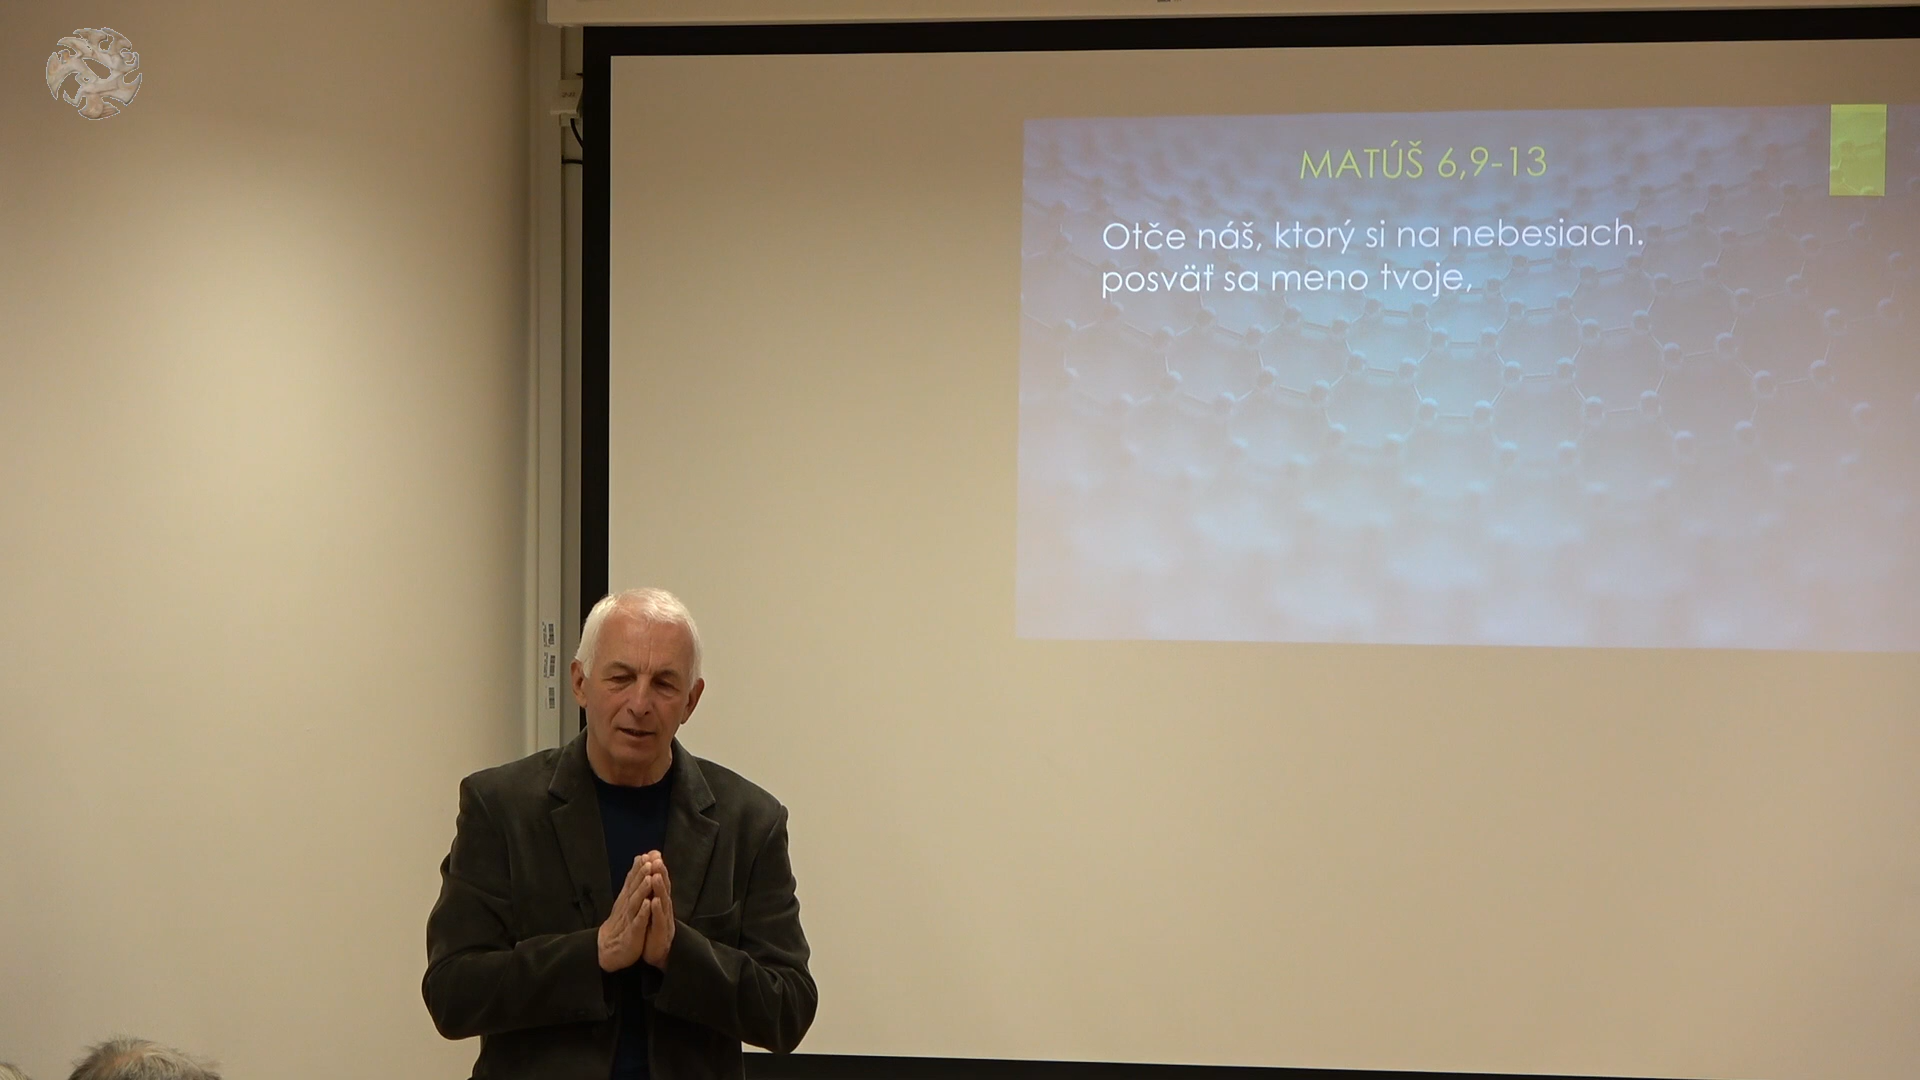 MATÚŠ 6,9-13
Otče náš, ktorý si na nebesiach.
posväť sa meno tvoje,